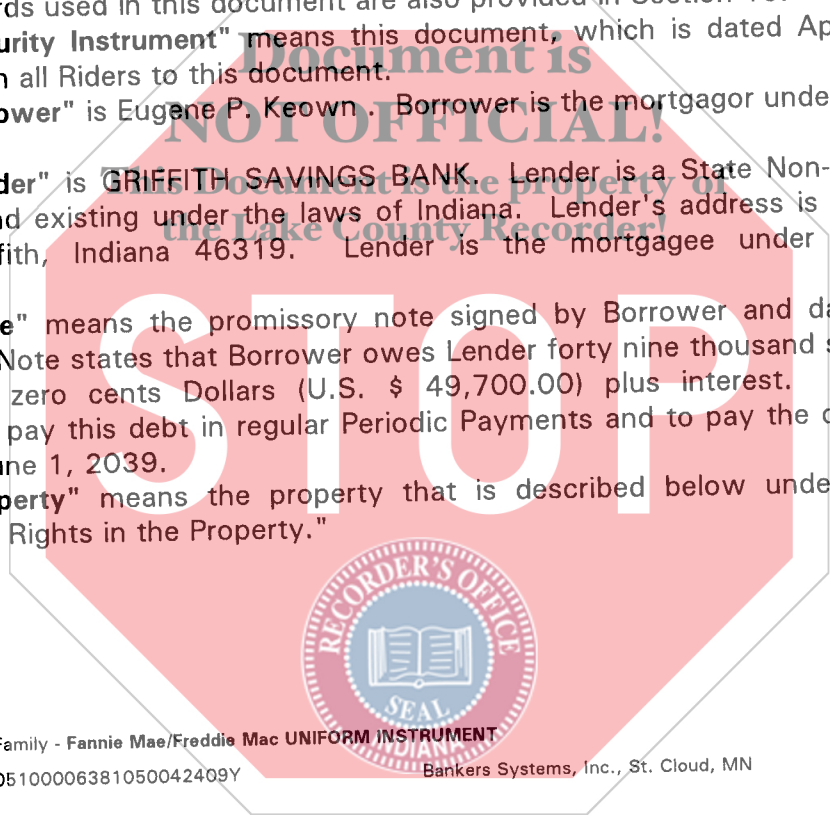 rds used in this document are also provided in Section
urity Instrument" means this document, which is dated Ap
n all Riders to this document.
ower" is Eugene P. Keown . Borrower is the mortgagor unde
der" is GRIFFITH SAVINGS BANK. Lender is a State Non-
nd existing under the laws of Indiana. Lender's address is
fith, Indiana 46319. Lender is the mortgagee under
e" means the promissory note signed by Borrower and da
Note states that Borrower owes Lender forty nine thousand s
zero cents Dollars (U.S. $ 49,700.00) plus interest.
pay this debt in regular Periodic Payments and to pay the d
une 1, 2039.
perty" means the property that is described below unde
Rights in the Property."
Family - Fannie Mae/Freddie Mac UNIFORM INSTRUMENT
05100006381050042409Y
Bankers Systems, Inc., St. Cloud, MN
Document is
NOT OFFICIAL!
This Document is the property of
the Lake County Recorder!
STOP
RECORDER'S OFFICE
SEAL
INDIANA